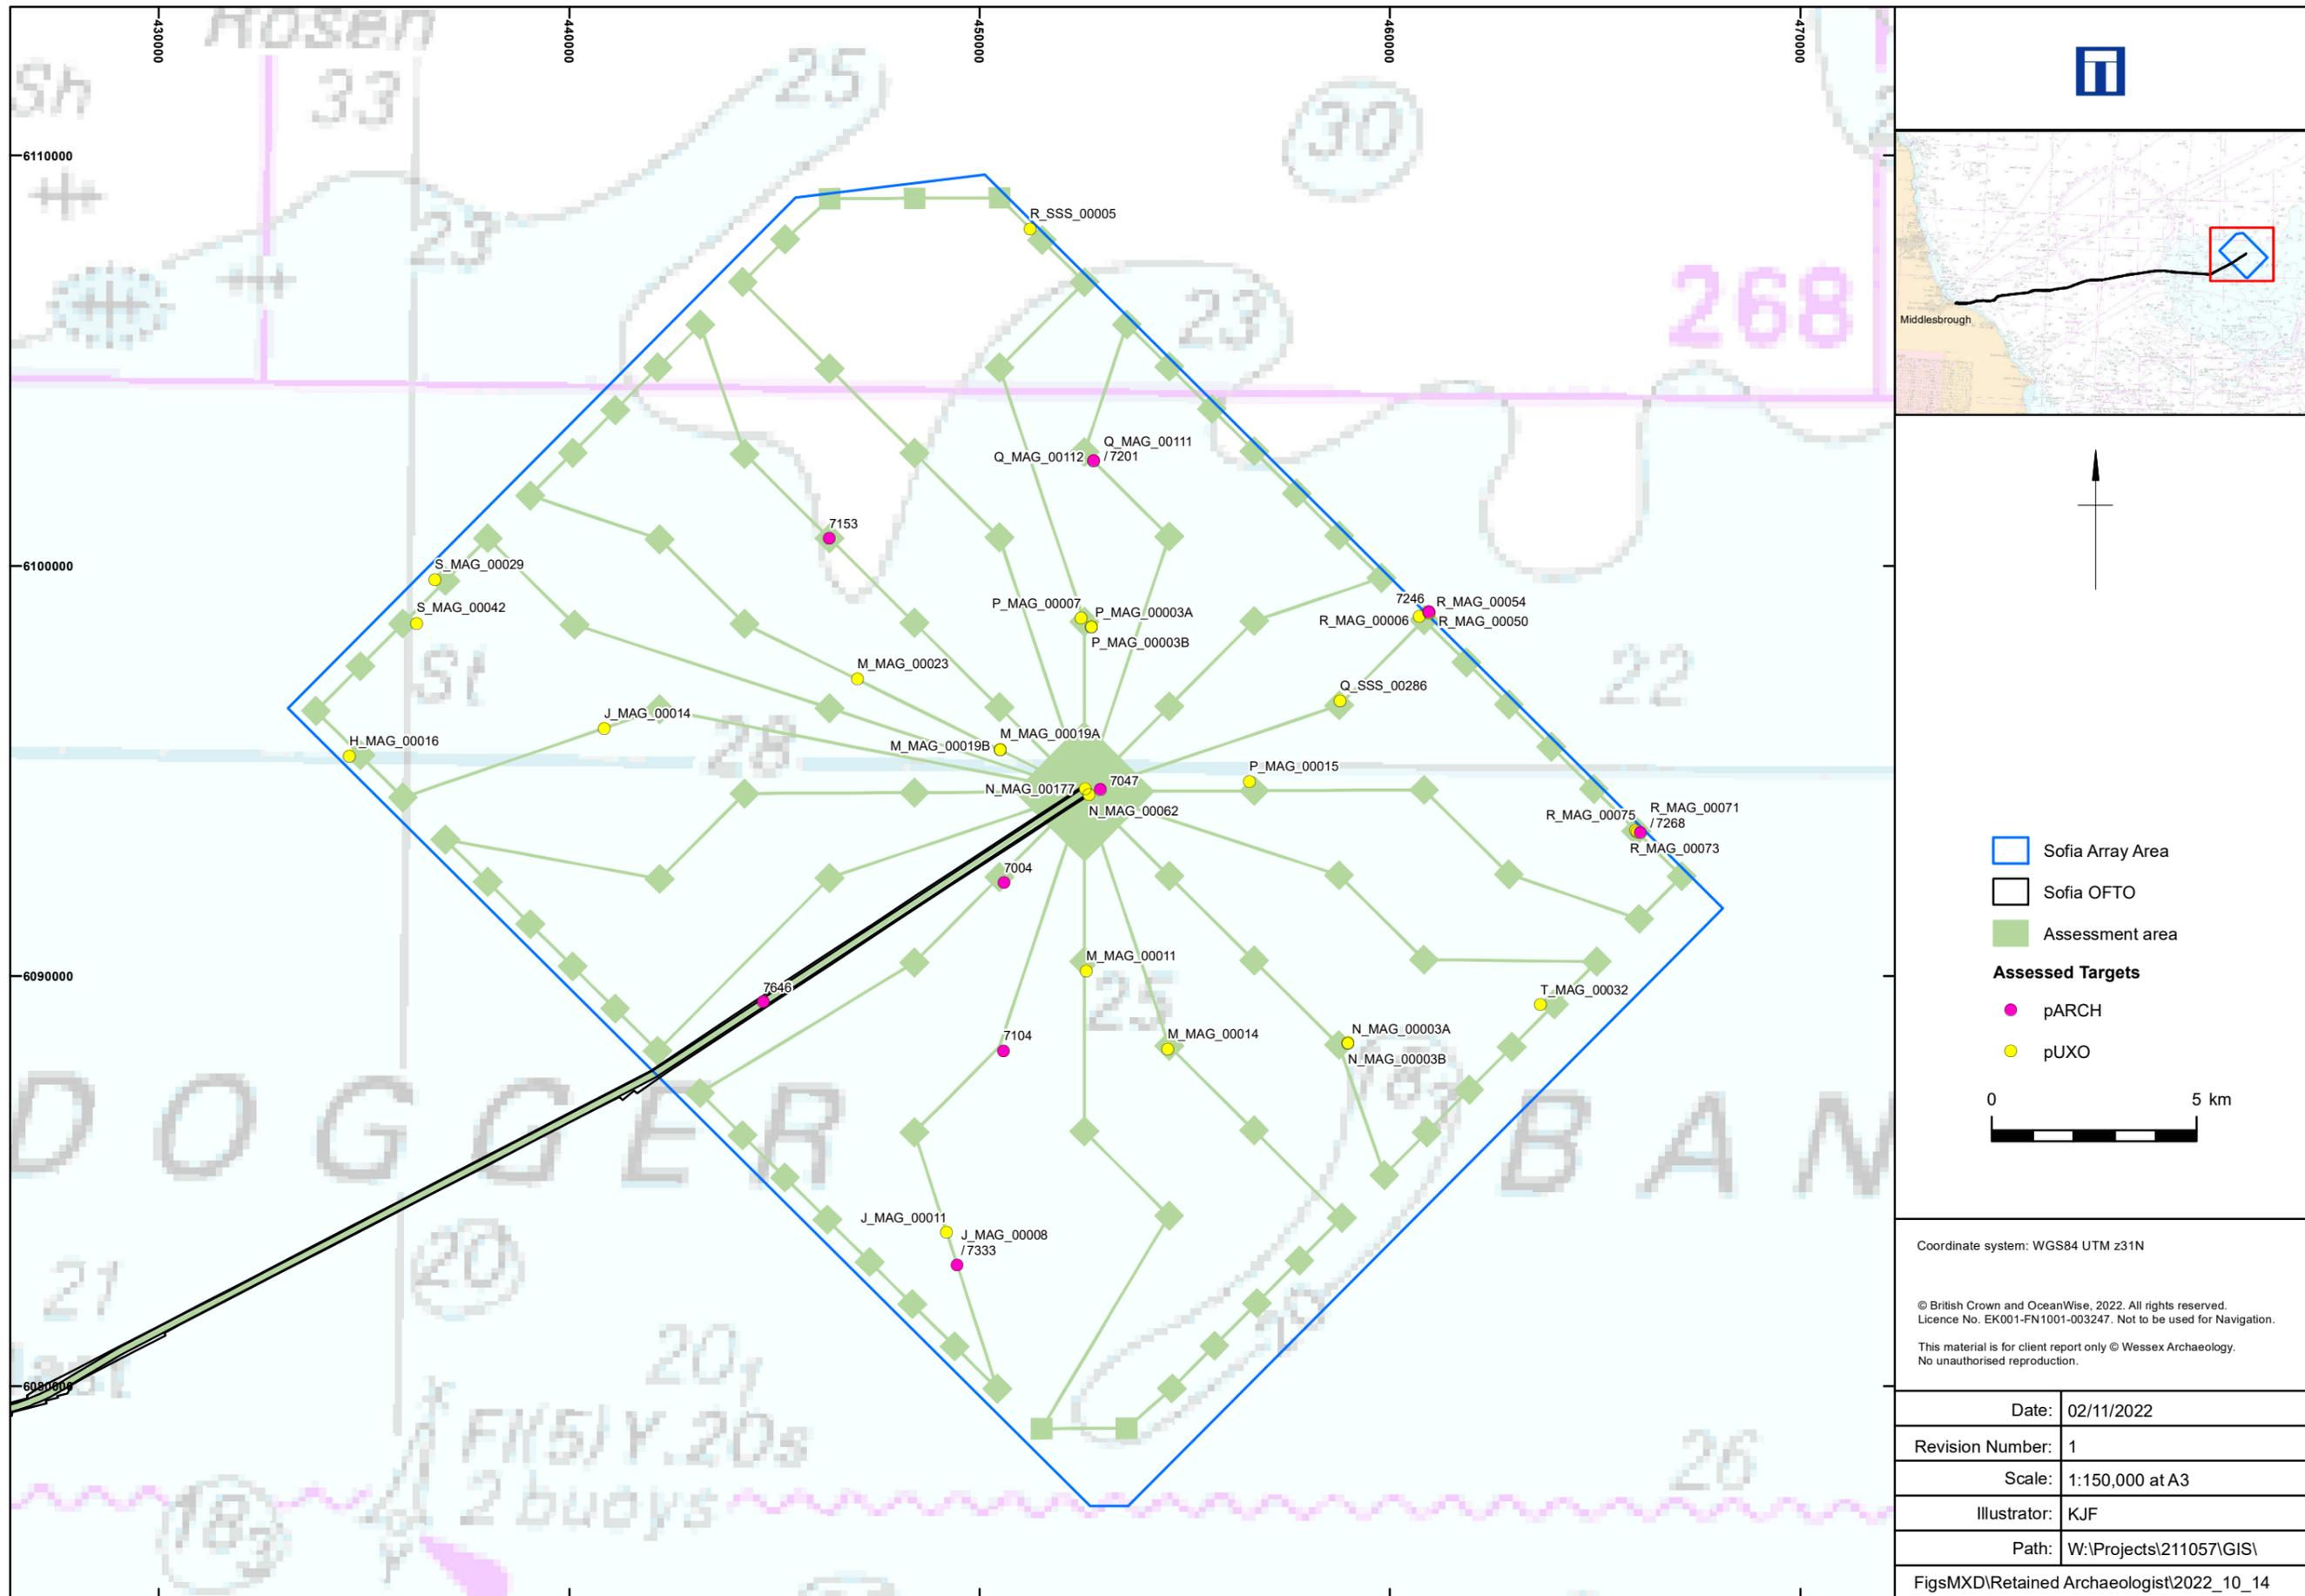 430000
440000
450000
460000
470000
Rosen
Sh
33
25
30
6110000
23
R_SSS_00005
23
268
Q_MAG_00111
Q_MAG_00112
/7201
7153
6100000
S_MAG_00029
S_MAG_00042
P_MAG_00007
P_MAG_00003A
P_MAG_00003B
7246
R_MAG_00054
R_MAG_00006
R_MAG_00050
St
22
M_MAG_00023
Q_SSS_00286
J_MAG_00014
H_MAG_00016
28
M_MAG_00019A
M_MAG_00019B
P_MAG_00015
7047
N_MAG_00177
N_MAG_00062
R_MAG_00071
R_MAG_00075
/7268
R_MAG_00073
7004
M_MAG_00011
6090000
7646
25
T_MAG_00032
7104
M_MAG_00014
N_MAG_00003A
N_MAG_00003B
DOGGER BAN
J_MAG_00011
J_MAG_00008
/7333
20
21
19
6080000
Fl(5)Y.20s
2 buoys
26
18₃
Middlesbrough
Sofia Array Area
Sofia OFTO
Assessment area
Assessed Targets
pARCH
pUXO
0 5 km
Coordinate system: WGS84 UTM z31N
© British Crown and OceanWise, 2022. All rights reserved.
Licence No. EK001-FN1001-003247. Not to be used for Navigation.
This material is for client report only © Wessex Archaeology.
No unauthorised reproduction.
Date: 02/11/2022
Revision Number: 1
Scale: 1:150,000 at A3
Illustrator: KJF
Path: W:\Projects\211057\GIS\
FigsMXD\Retained Archaeologist\2022_10_14